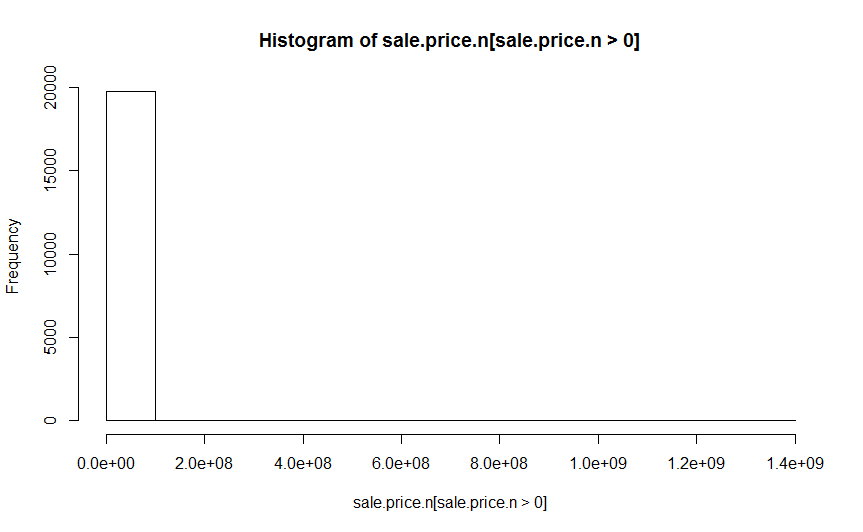 Histogram of sale.price.n[sale.price.n > 0]
20000
15000
10000
5000
0
Frequency
0.0e+00 2.0e+08 4.0e+08 6.0e+08 8.0e+08 1.0e+09 1.2e+09 1.4e+09
sale.price.n[sale.price.n > 0]